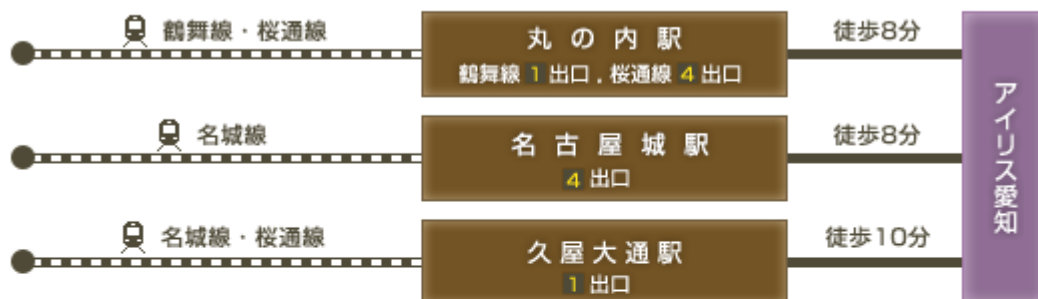 鶴舞線・桜通線
丸の内駅
鶴舞線 1 出口 , 桜通線 4 出口
徒歩8分
名城線
名古屋城駅
4 出口
徒歩8分
名城線・桜通線
久屋大通駅
1 出口
徒歩10分
アイリス愛知